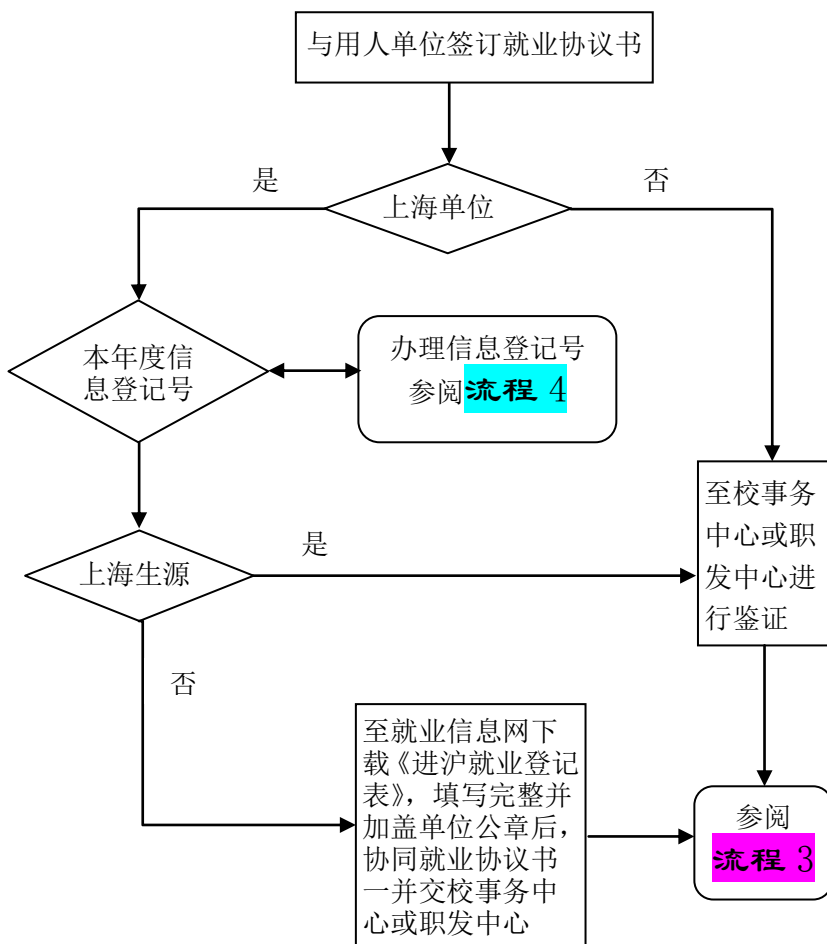 与用人单位签订就业协议书
是
否
上海单位
本年度信
息登记号
办理信息登记号
参阅流程 4
至校事务
中心或职
发中心进
行鉴证
上海生源
是
否
至就业信息网下
载《进沪就业登记
表》，填写完整并
加盖单位公章后，
协同就业协议书
一并交校事务中
心或职发中心
参阅
流程 3